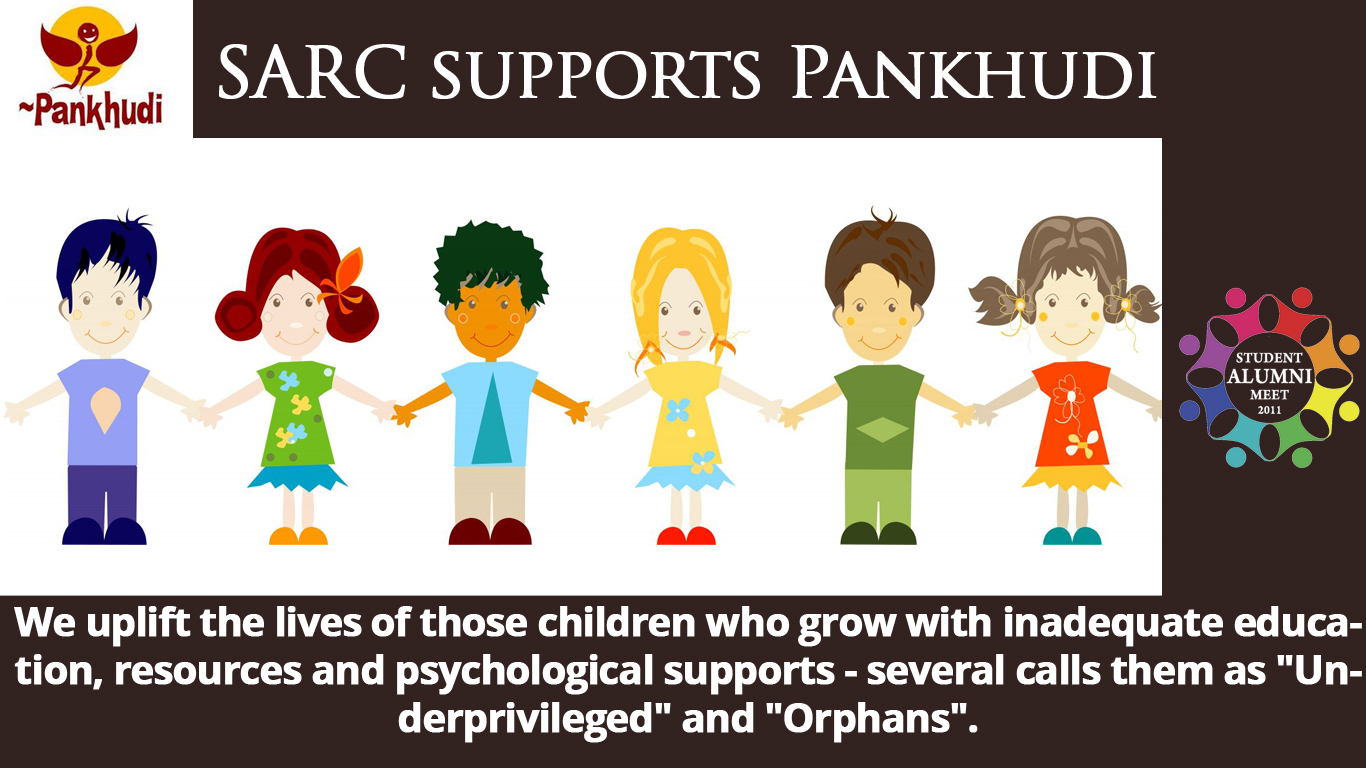 ~Pankhudi
SARC SUPPORTS PANKHUDI
STUDENT
ALUMNI
MEET
2011
We uplift the lives of those children who grow with inadequate educa-
tion, resources and psychological supports - several calls them as "Un-
derprivileged" and "Orphans".